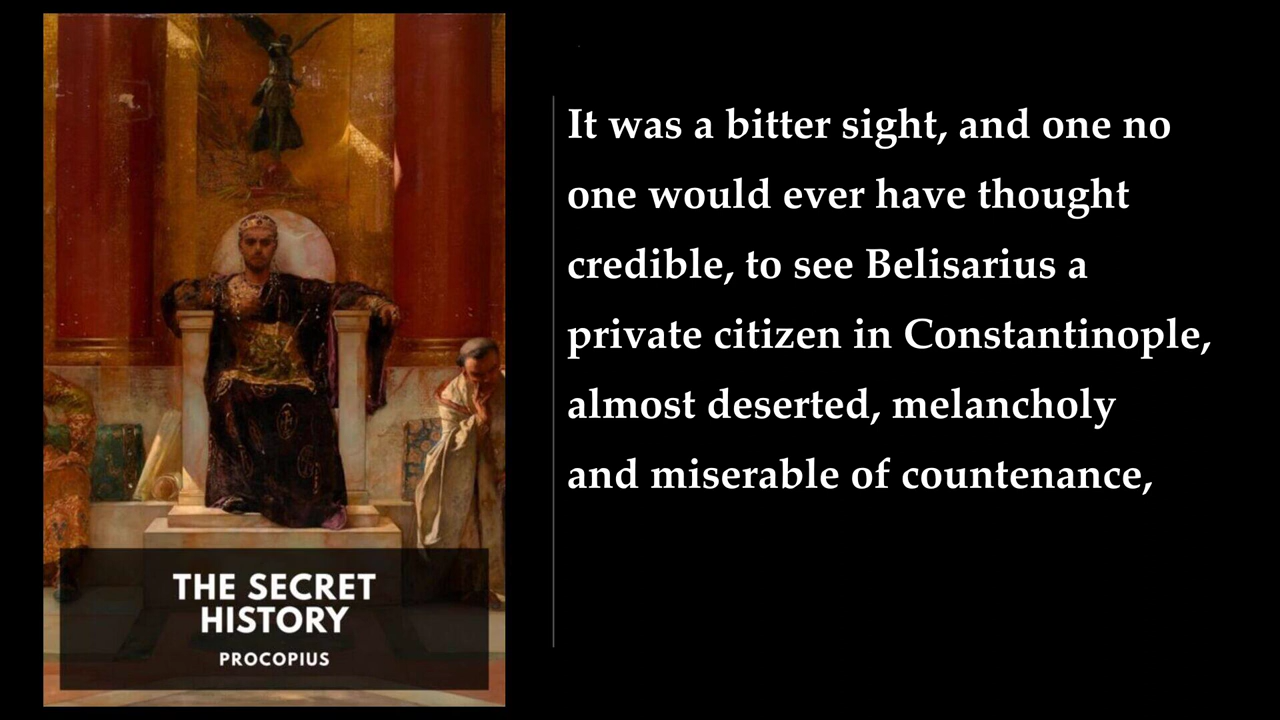 THE SECRET
HISTORY
PROCOPIUS
It was a bitter sight, and one no
one would ever have thought
credible, to see Belisarius a
private citizen in Constantinople,
almost deserted, melancholy
and miserable of countenance,